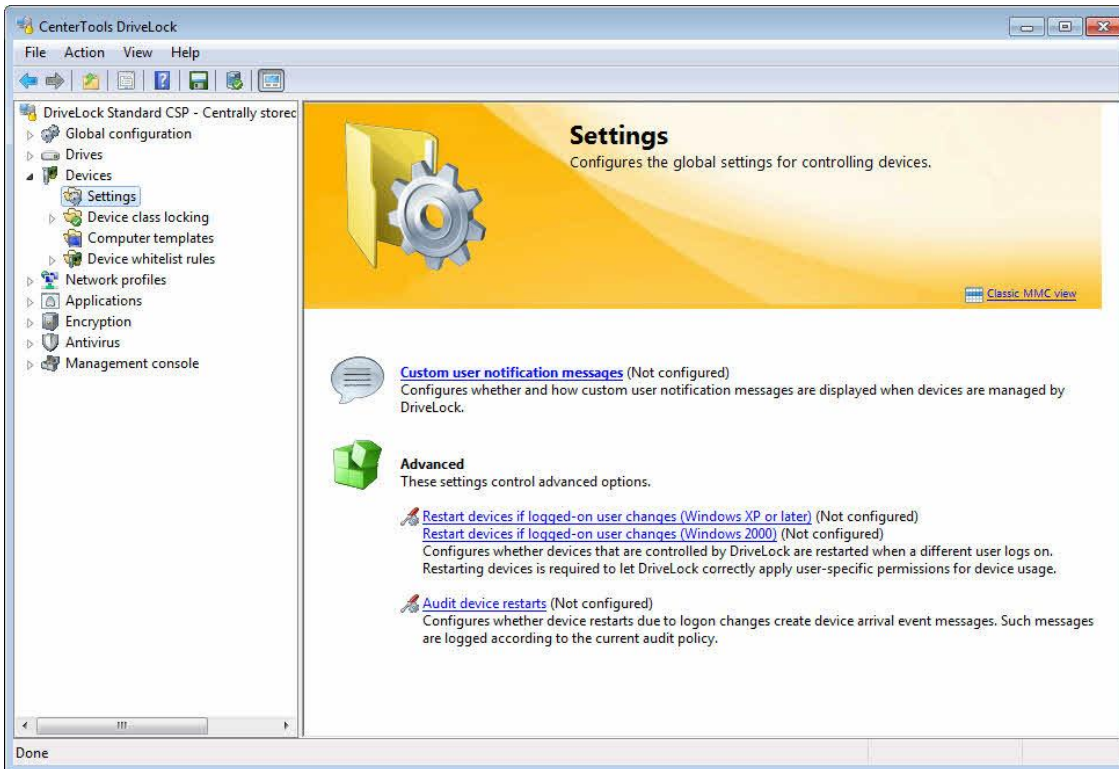 CenterTools DriveLock
File Action View Help
DriveLock Standard CSP - Centrally storec
Global configuration
Drives
Devices
Settings
Device class locking
Computer templates
Device whitelist rules
Network profiles
Applications
Encryption
Antivirus
Management console
Settings
Configures the global settings for controlling devices.
Classic MMC view
Custom user notification messages (Not configured)
Configures whether and how custom user notification messages are displayed when devices are managed by
DriveLock.
Advanced
These settings control advanced options.
Restart devices if logged-on user changes (Windows XP or later) (Not configured)
Restart devices if logged-on user changes (Windows 2000) (Not configured)
Configures whether devices that are controlled by DriveLock are restarted when a different user logs on.
Restarting devices is required to let DriveLock correctly apply user-specific permissions for device usage.
Audit device restarts (Not configured)
Configures whether device restarts due to logon changes create device arrival event messages. Such messages
are logged according to the current audit policy.
Done